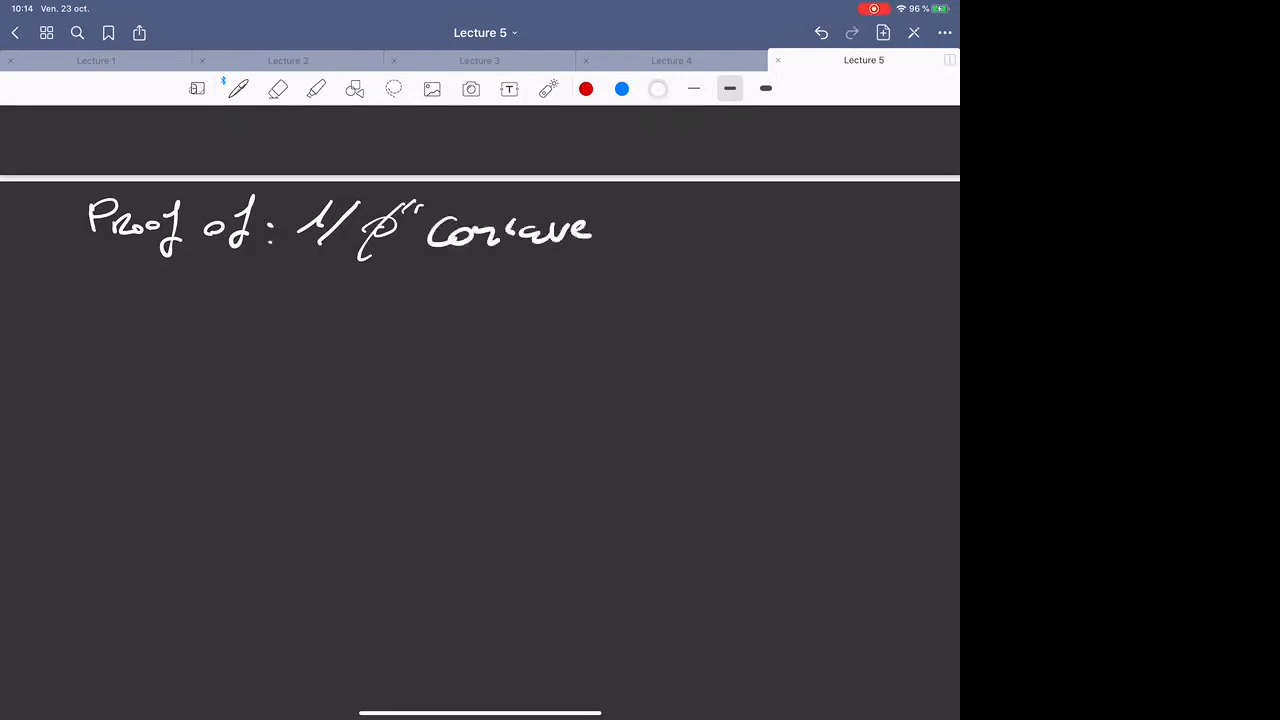 10:14 Ven. 23 oct. 96 %
Lecture 5
Lecture 1 Lecture 2 Lecture 3 Lecture 4 Lecture 5
T
Proof of: 1/φ'' concave